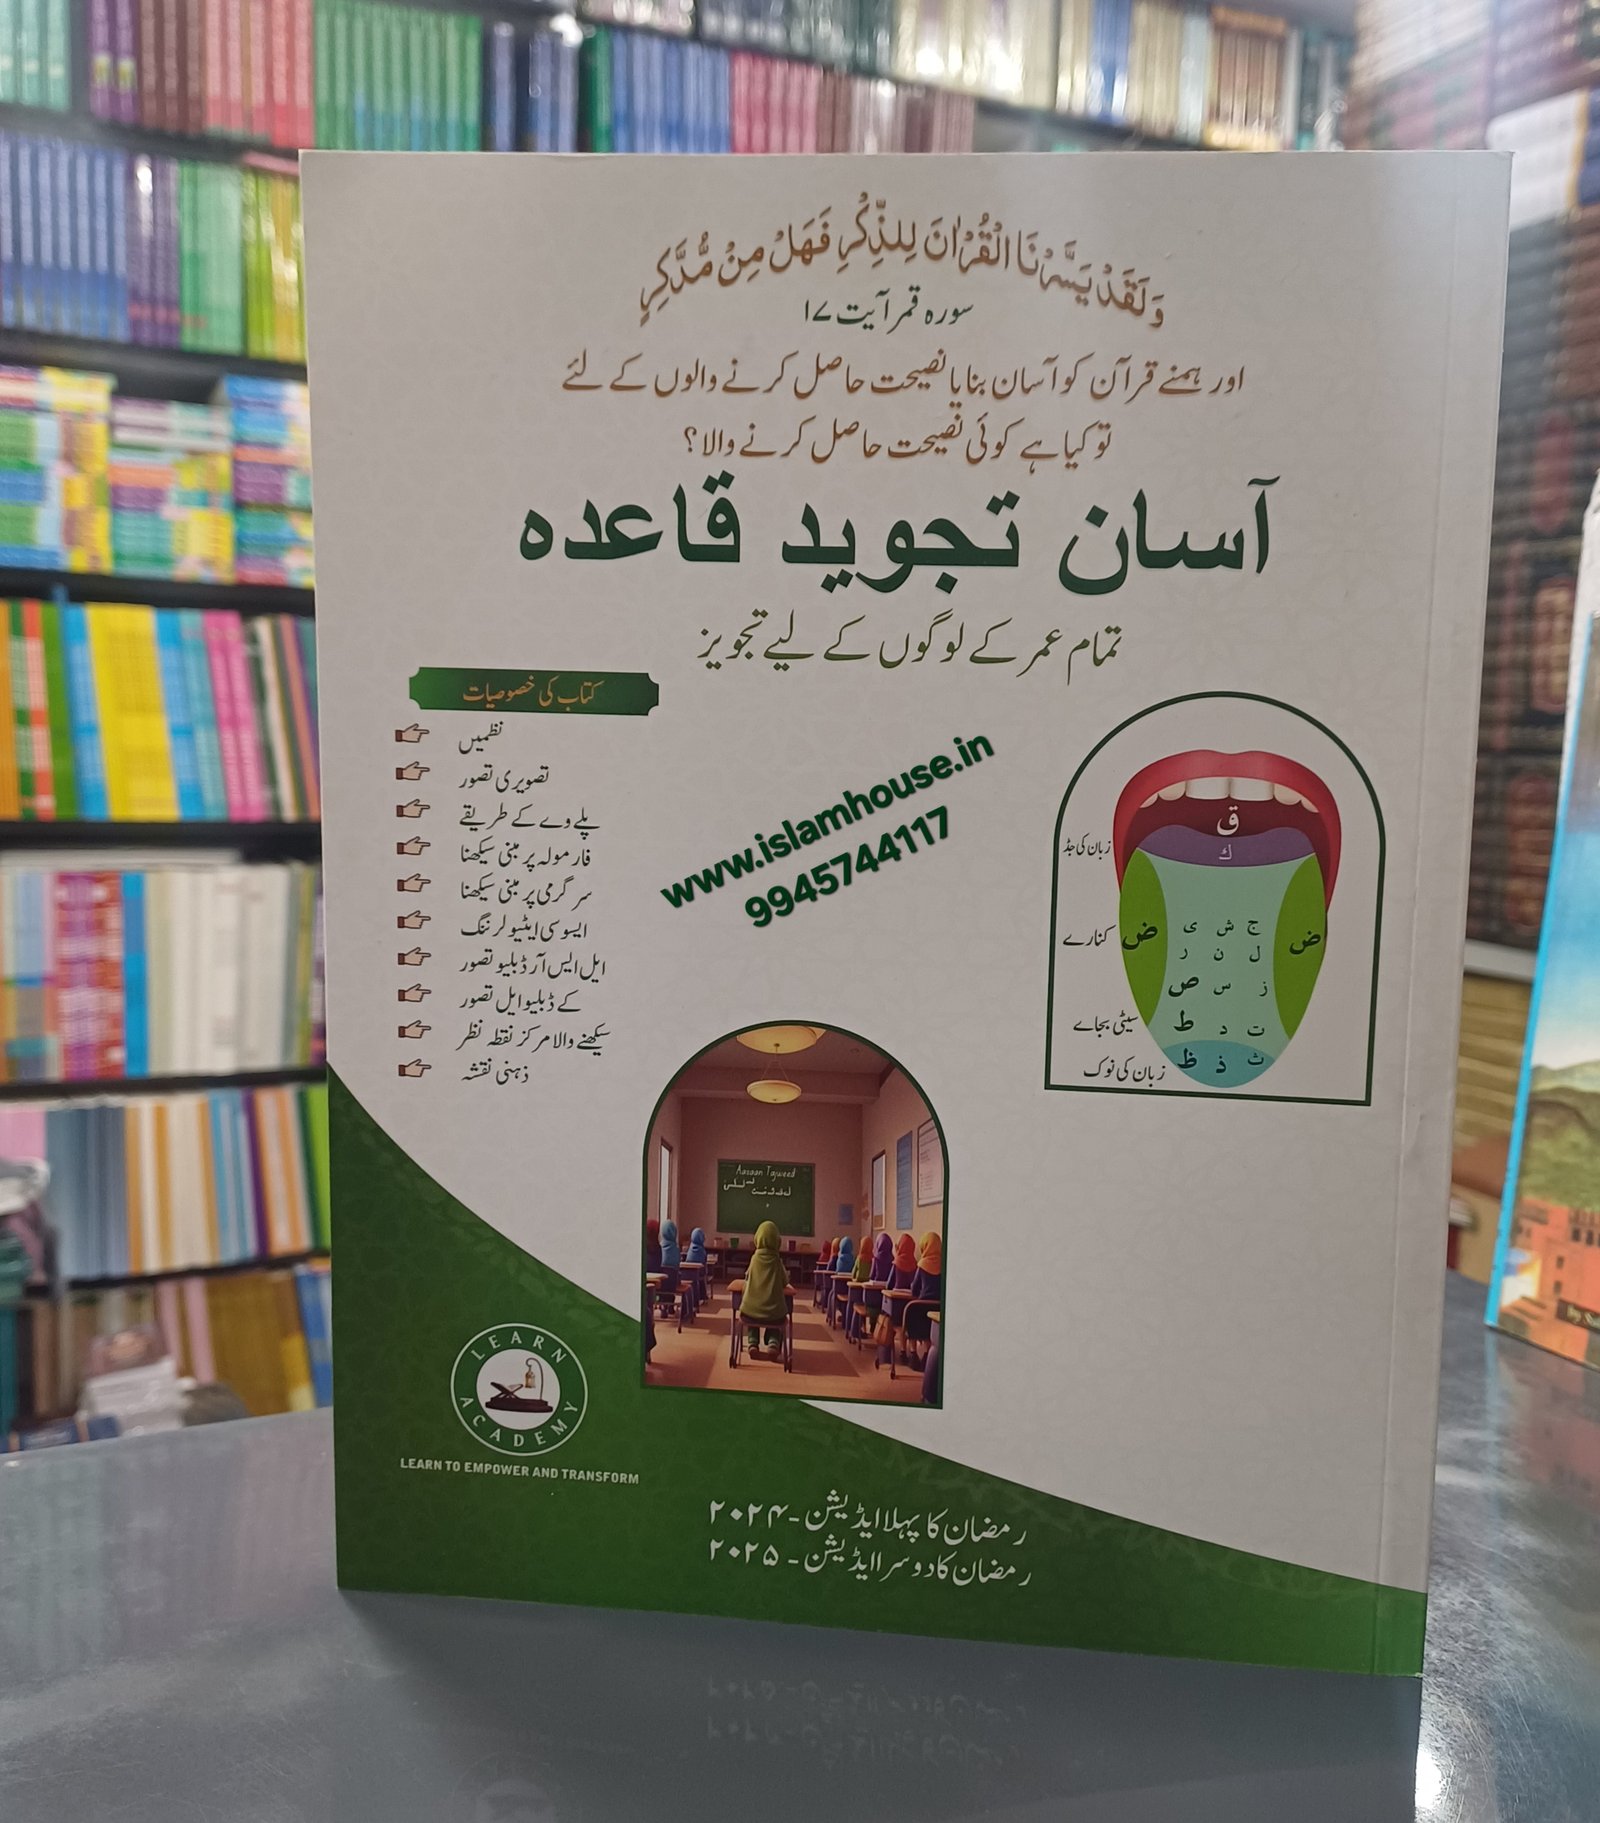 وَلَقَدْ يَسَّرْنَا الْقُرْاٰنَ لِلذِّكْرِ فَهَلْ مِنْ مُّدَّكِرٍ
سورہ قمر آیت ۱۷
اور ہمنے قرآن کو آسان بنایا نصیحت حاصل کرنے والوں کے لئے
تو کیا ہے کوئی نصیحت حاصل کرنے والا؟
آسان تجوید قاعدہ
تمام عمر کے لوگوں کے لیے تجویز
کتاب کی خصوصیات
نظمیں
تصویری تصور
پلے وے کے طریقے
فارمولہ پر مبنی سیکھنا
سرگرمی پر مبنی سیکھنا
ایسوسی ایٹیو لرننگ
ایل ایس آر ڈبلیو تصور
کے ڈبلیو ایل تصور
سیکھنے والا مرکز نقطہ نظر
ذہنی نقشہ
www.islamhouse.in
9945744117
ق
زبان کی جڈ
ك
ج ش ی
کنارے
ض
ض
ل ن ر
ز س ص
سیٹی بجاے
ت د ط
زبان کی نوک
ث ذ ظ
Aasaan Tajweed
LEARN ACADEMY
LEARN TO EMPOWER AND TRANSFORM
رمضان کا پہلا ایڈیشن - ۲۰۲۴
رمضان کا دوسرا ایڈیشن - ۲۰۲۵